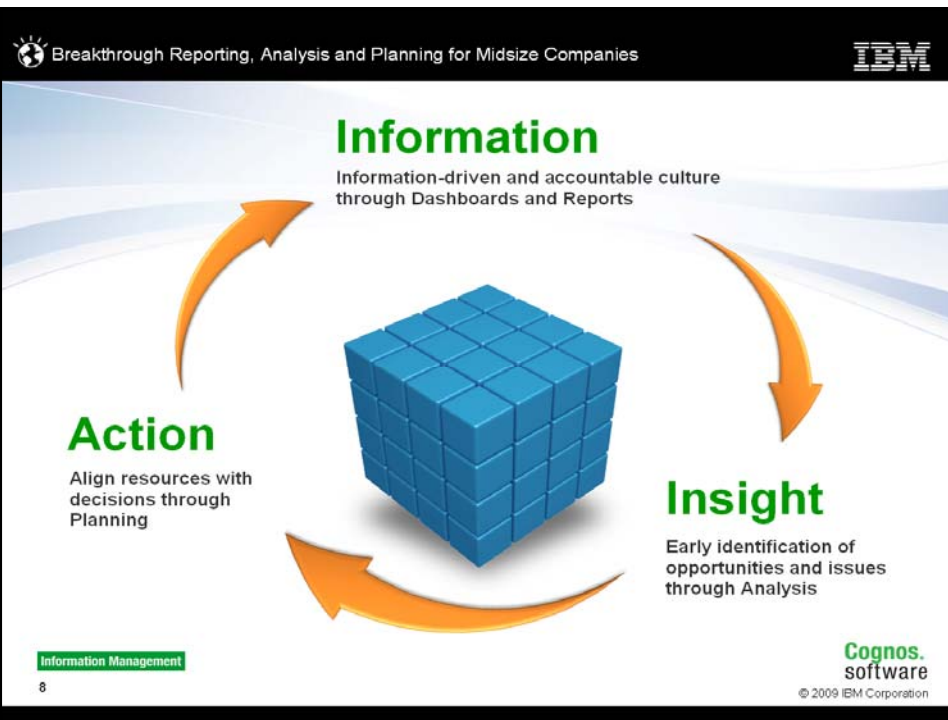 Breakthrough Reporting, Analysis and Planning for Midsize Companies
IBM
Information
Information-driven and accountable culture
through Dashboards and Reports
Action
Align resources with
decisions through
Planning
Insight
Early identification of
opportunities and issues
through Analysis
Information Management
8
Cognos.
software
© 2009 IBM Corporation